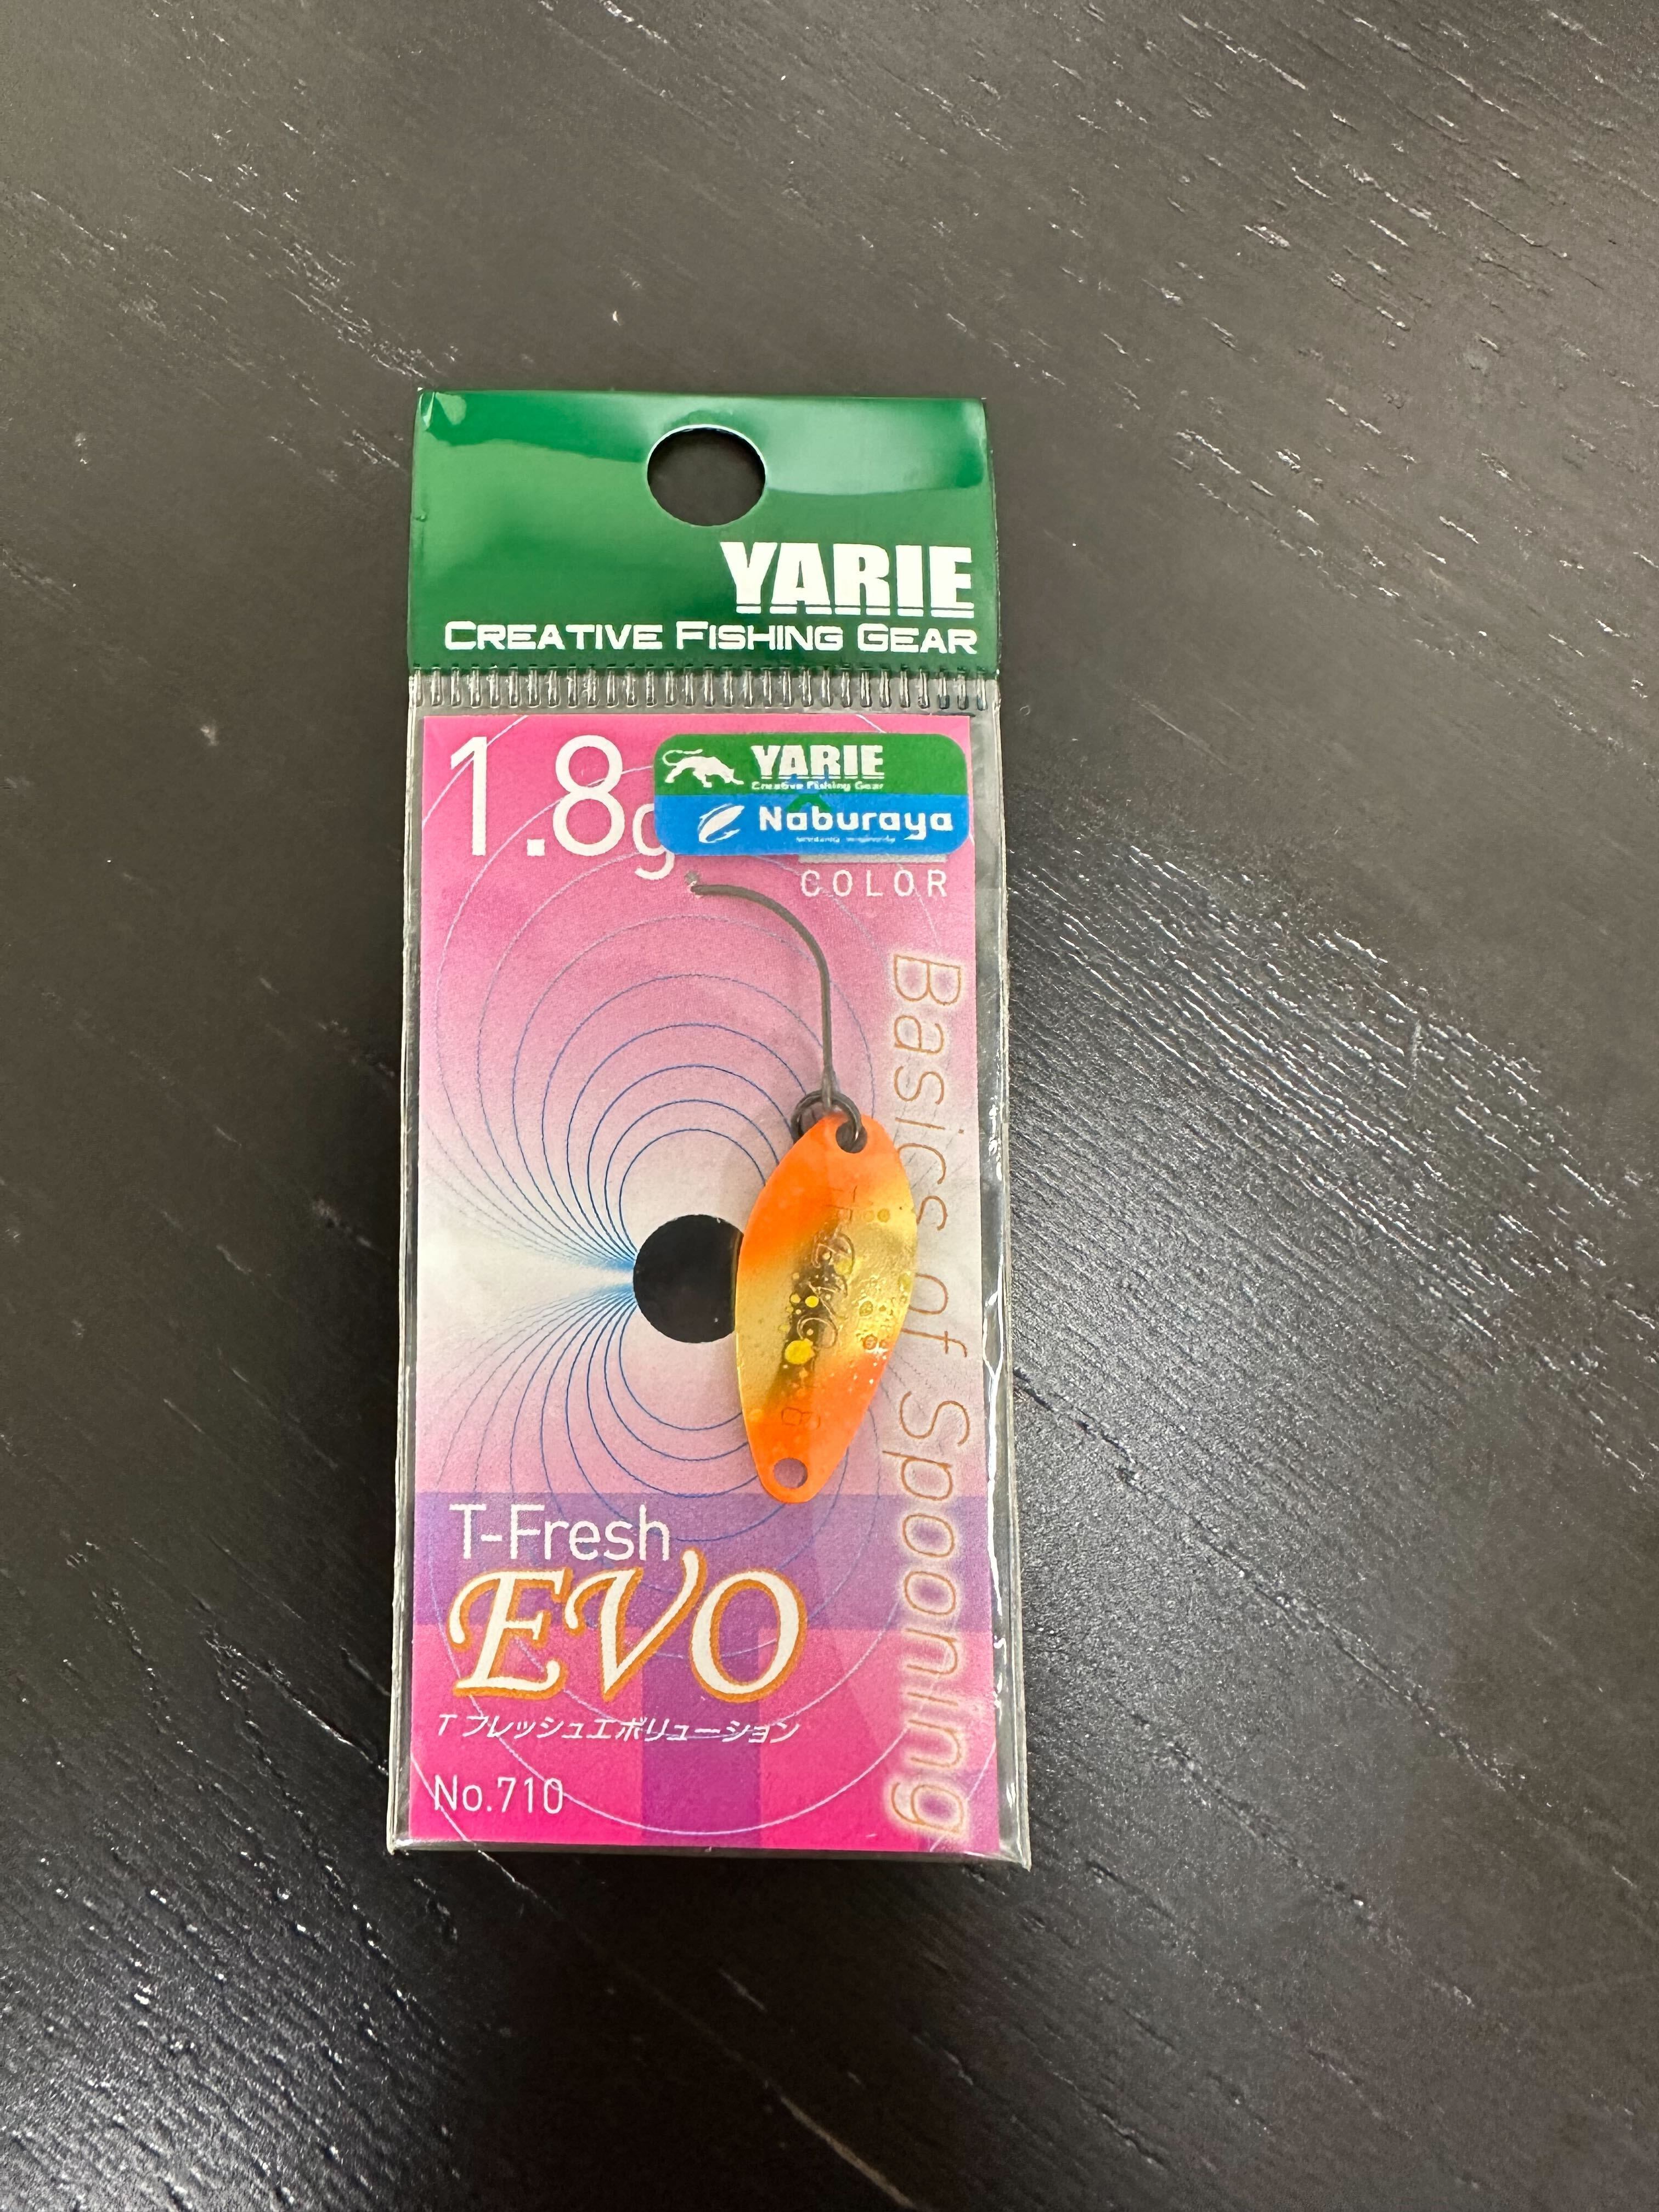 YARIE
CREATIVE FISHING GEAR
1.8g
YARIE
Creative Fishing Gear
Naburaya
COLOR
Basics of Spooning
T-Fresh
EVO
T フレッシュエボリューション
No.710